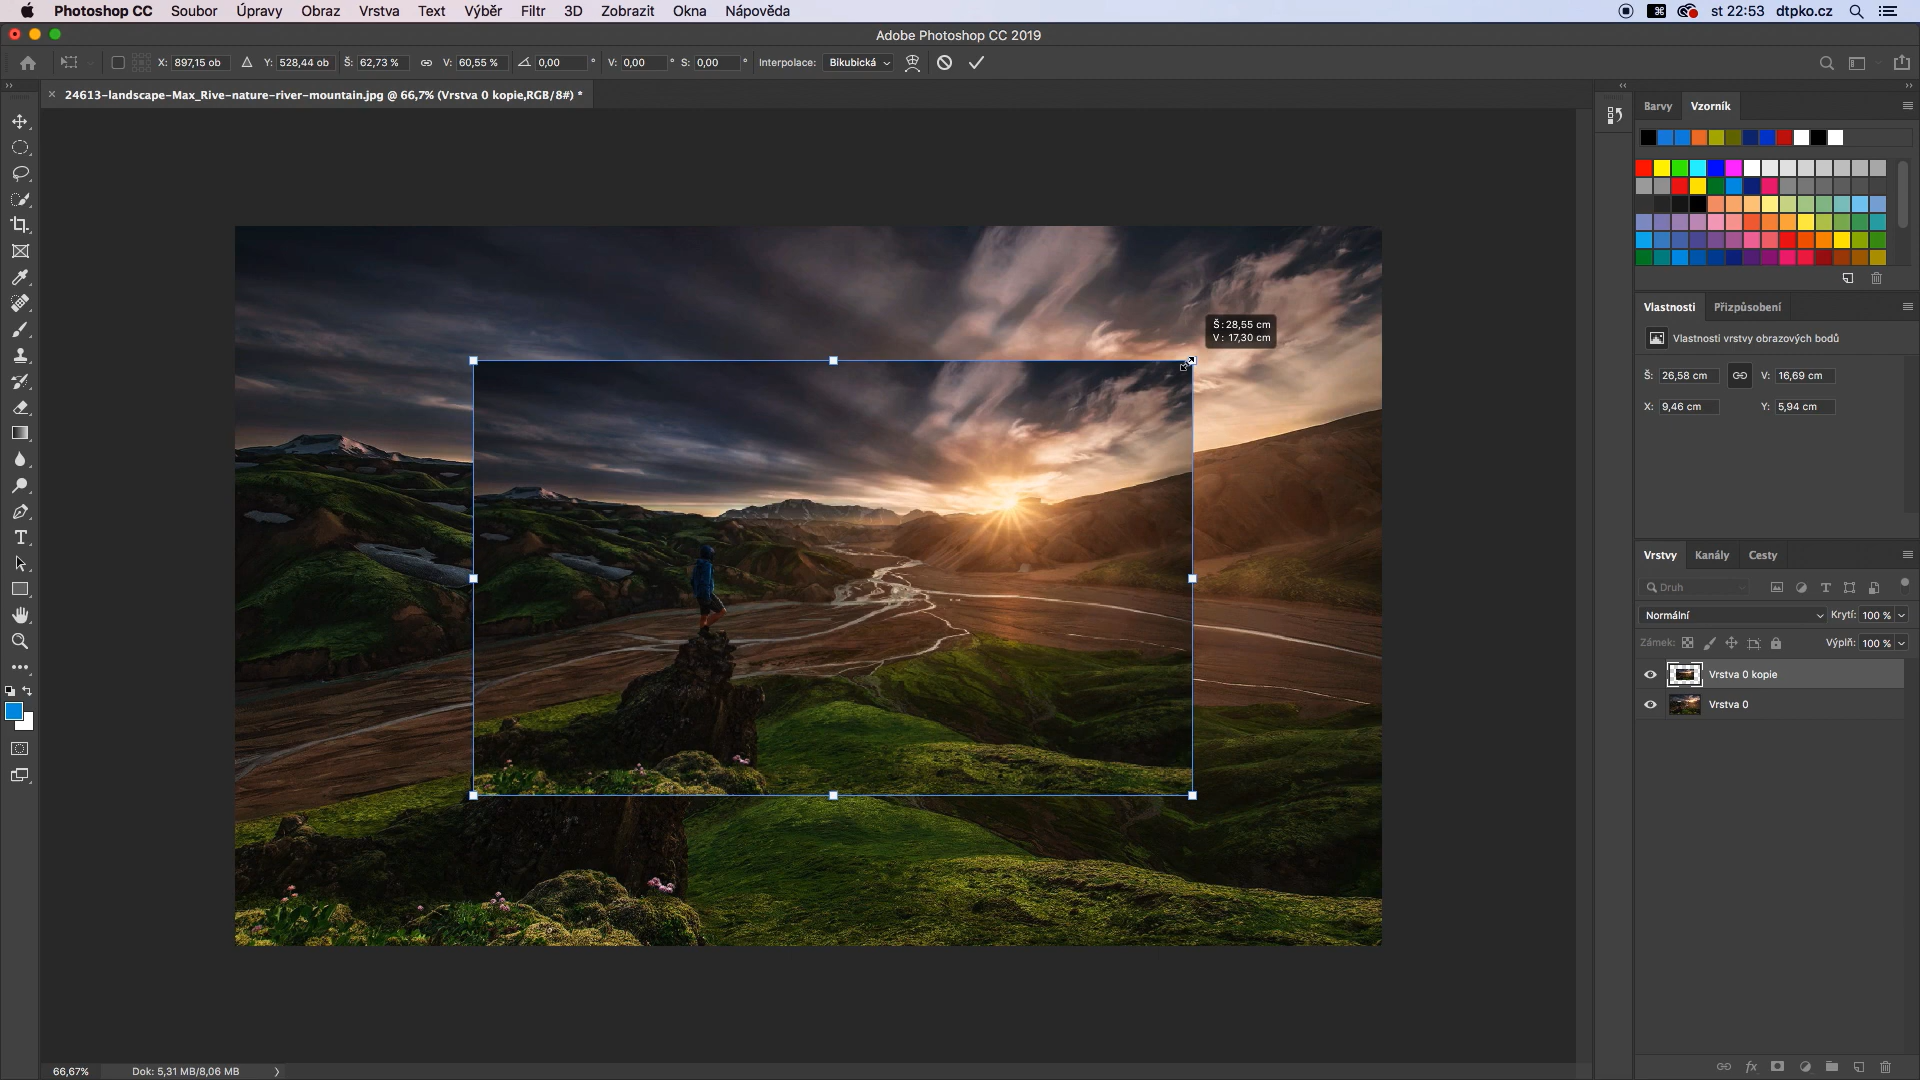 Photoshop CC Soubor Úpravy Obraz Vrstva Text Výběr Filtr 3D Zobrazit Okna Nápověda st 22:53 dtpko.cz
Adobe Photoshop CC 2019
X: 897,15 ob Y: 528,44 ob Š: 62,73 % V: 60,55 % 0,00 ° V: 0,00 ° S: 0,00 ° Interpolace: Bikubická
24613-landscape-Max_Rive-nature-river-mountain.jpg @ 66,7% (Vrstva 0 kopie,RGB/8#) *
Barvy Vzorník
Š: 28,55 cm
V: 17,30 cm
Vlastnosti Přizpůsobení
Vlastnosti vrstvy obrazových bodů
Š: 26,58 cm V: 16,69 cm
X: 9,46 cm Y: 5,94 cm
Vrstvy Kanály Cesty
Druh
Normální Krytí: 100 %
Zámek: Výplň: 100 %
Vrstva 0 kopie
Vrstva 0
66,67% Dok: 5,31 MB/8,06 MB